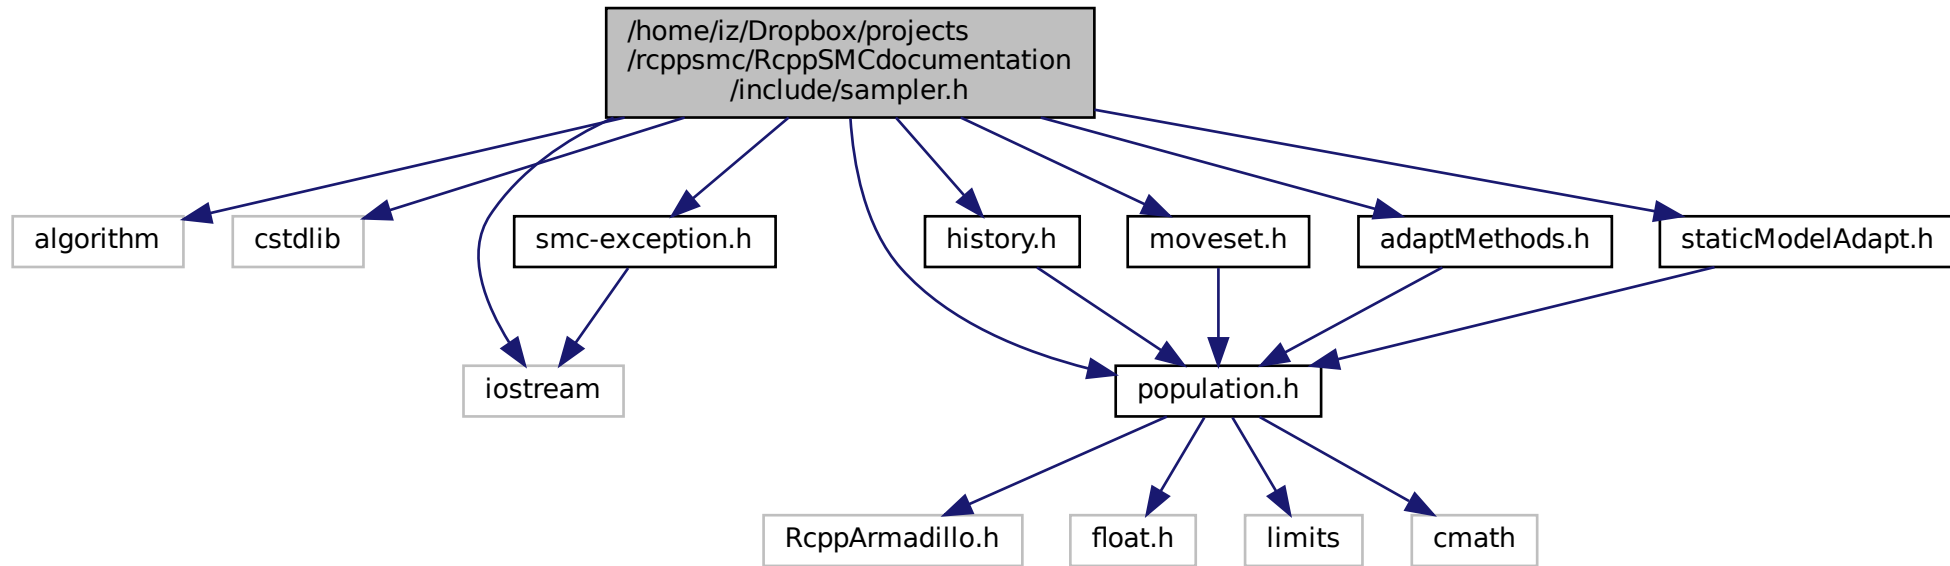 /home/iz/Dropbox/projects
/rcppsmc/RcppSMCdocumentation
/include/sampler.h
algorithm
cstdlib
smc-exception.h
history.h
moveset.h
adaptMethods.h
staticModelAdapt.h
iostream
population.h
RcppArmadillo.h
float.h
limits
cmath